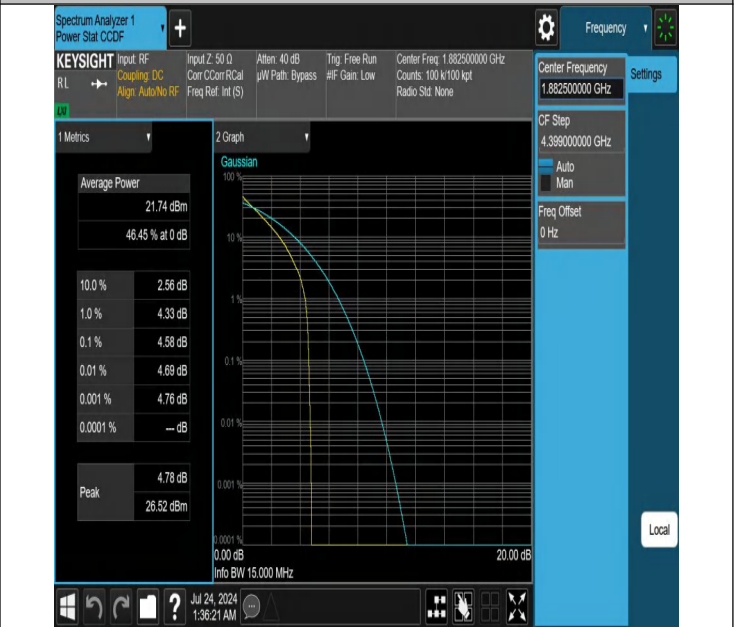 Spectrum Analyzer 1
Power Stat CCDF
+
Frequency
KEYSIGHT
RL
LXI
Input: RF
Coupling: DC
Align: Auto/No RF
Input Z: 50 Ω
Corr CCorr RCal
Freq Ref: Int (S)
Atten: 40 dB
µW Path: Bypass
Trig: Free Run
#IF Gain: Low
Center Freq: 1.882500000 GHz
Counts: 100 k/100 kpt
Radio Std: None
Center Frequency
1.882500000 GHz
Settings
CF Step
4.399000000 GHz
Auto
Man
Freq Offset
0 Hz
1 Metrics
Average Power
21.74 dBm
46.45 % at 0 dB
10.0 % 2.56 dB
1.0 % 4.33 dB
0.1 % 4.58 dB
0.01 % 4.69 dB
0.001 % 4.76 dB
0.0001 % --- dB
Peak
4.78 dB
26.52 dBm
2 Graph
Gaussian
100 %
10 %
1 %
0.1 %
0.01 %
0.001 %
0.0001 %
0.00 dB 20.00 dB
Info BW 15.000 MHz
Local
?
Jul 24, 2024
1:36:21 AM